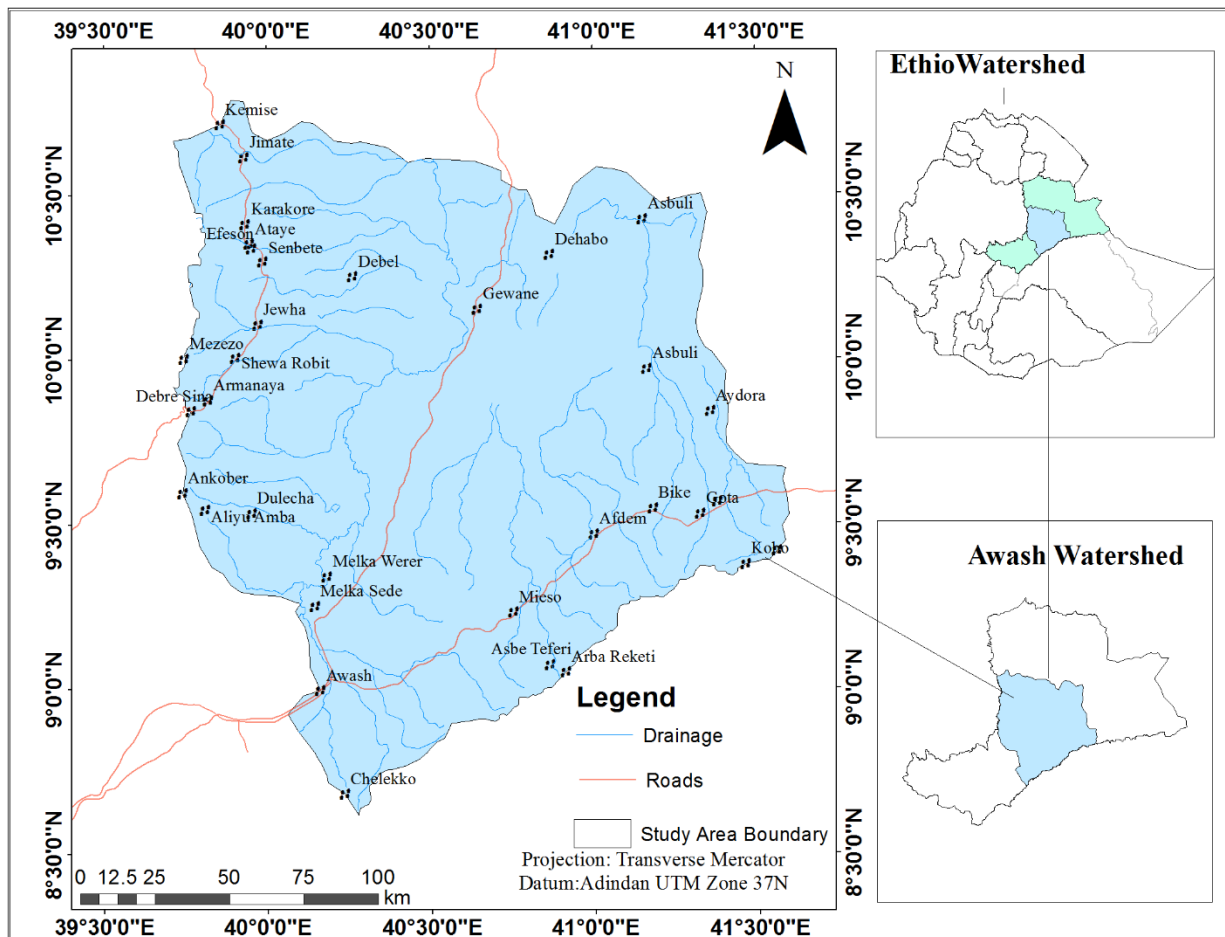 39°30'0"E 40°0'0"E 40°30'0"E 41°0'0"E 41°30'0"E
N
Kemise
Jimate
10°30'0"N
10°30'0"N
Karakore
Ataye
Efeson
Senbete
Debel
Dehabo
Asbuli
Gewane
Jewha
Mezezo
Shewa Robit
10°0'0"N
10°0'0"N
Armanaya
Debre Sina
Asbuli
Aydora
Ankober
Dulecha
Aliyu Amba
9°30'0"N
9°30'0"N
Bike
Gota
Afdem
Kobo
Melka Werer
Melka Sede
Mieso
Asbe Teferi
Arba Reketi
Awash
9°0'0"N
9°0'0"N
Chelekko
8°30'0"N
8°30'0"N
Legend
Drainage
Roads
Study Area Boundary
Projection: Transverse Mercator
Datum:Adindan UTM Zone 37N
0 12.5 25 50 75 100
km
39°30'0"E 40°0'0"E 40°30'0"E 41°0'0"E 41°30'0"E
EthioWatershed
Awash Watershed